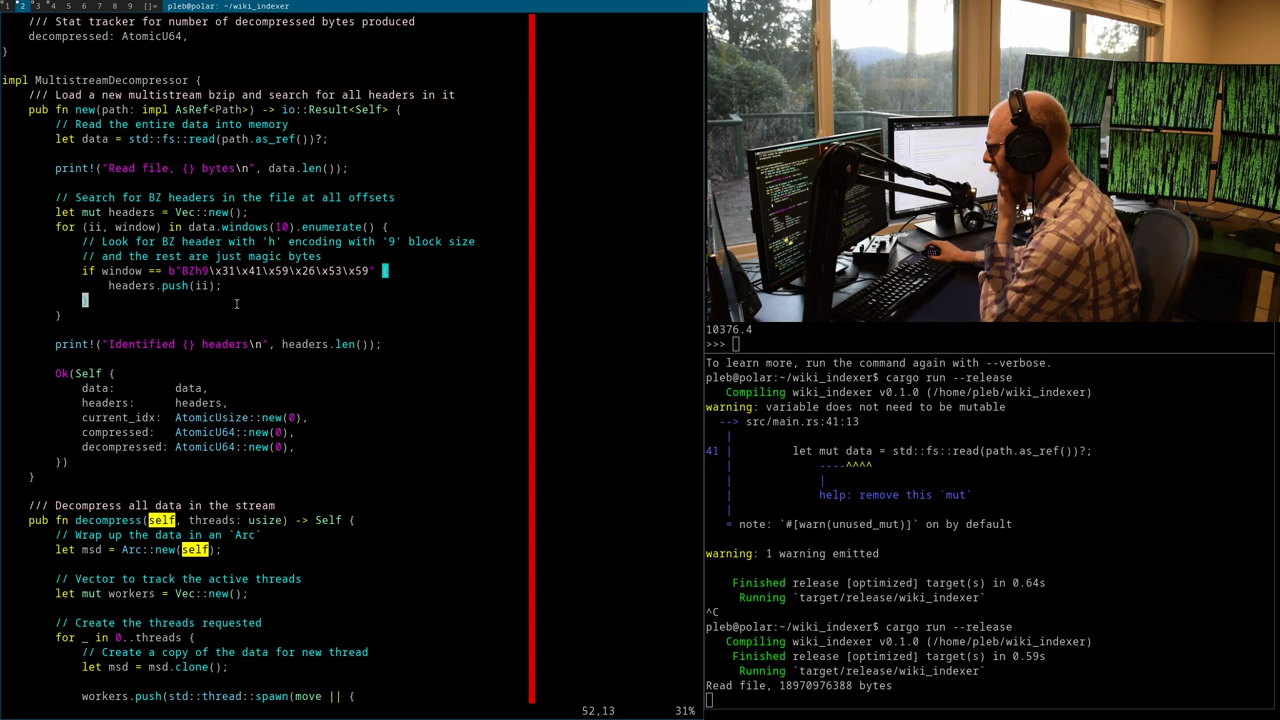 1 2 3 4 5 6 7 8 9 []= pleb@polar: ~/wiki_indexer
/// Stat tracker for number of decompressed bytes produced
decompressed: AtomicU64,
}
impl MultistreamDecompressor {
/// Load a new multistream bzip and search for all headers in it
pub fn new(path: impl AsRef<Path>) -> io::Result<Self> {
// Read the entire data into memory
let data = std::fs::read(path.as_ref())?;
print!("Read file, {} bytes\n", data.len());
// Search for BZ headers in the file at all offsets
let mut headers = Vec::new();
for (ii, window) in data.windows(10).enumerate() {
// Look for BZ header with 'h' encoding with '9' block size
// and the rest are just magic bytes
if window == b"BZh9\x31\x41\x59\x26\x53\x59" {
headers.push(ii);
}
}
print!("Identified {} headers\n", headers.len());
Ok(Self {
data: data,
headers: headers,
current_idx: AtomicUsize::new(0),
compressed: AtomicU64::new(0),
decompressed: AtomicU64::new(0),
})
}
/// Decompress all data in the stream
pub fn decompress(self, threads: usize) -> Self {
// Wrap up the data in an `Arc`
let msd = Arc::new(self);
// Vector to track the active threads
let mut workers = Vec::new();
// Create the threads requested
for _ in 0..threads {
// Create a copy of the data for new thread
let msd = msd.clone();
workers.push(std::thread::spawn(move || {
52,13 31%
10376.4
>>>
To learn more, run the command again with --verbose.
pleb@polar:~/wiki_indexer$ cargo run --release
Compiling wiki_indexer v0.1.0 (/home/pleb/wiki_indexer)
warning: variable does not need to be mutable
--> src/main.rs:41:13
|
41 | let mut data = std::fs::read(path.as_ref())?;
| ----^^^^
| |
| help: remove this `mut`
|
= note: `#[warn(unused_mut)]` on by default
warning: 1 warning emitted
Finished release [optimized] target(s) in 0.64s
Running `target/release/wiki_indexer`
^C
pleb@polar:~/wiki_indexer$ cargo run --release
Compiling wiki_indexer v0.1.0 (/home/pleb/wiki_indexer)
Finished release [optimized] target(s) in 0.59s
Running `target/release/wiki_indexer`
Read file, 18970976388 bytes